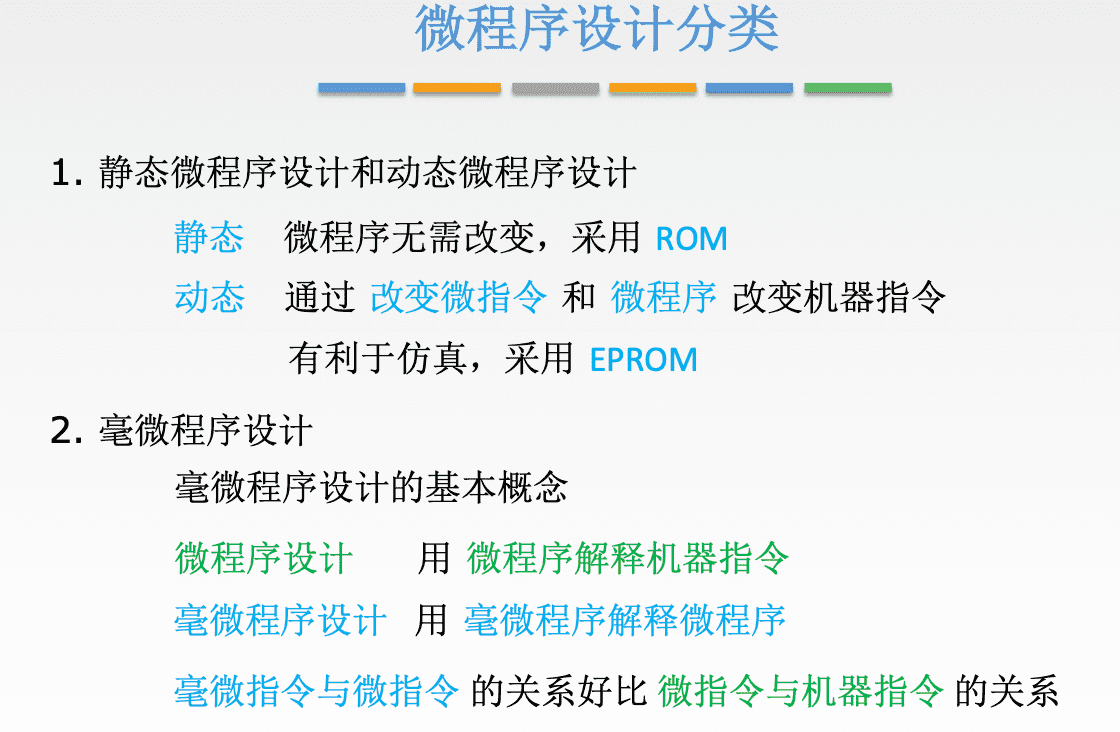 微程序设计分类
1. 静态微程序设计和动态微程序设计
静态 微程序无需改变，采用 ROM
动态 通过 改变微指令 和 微程序 改变机器指令
有利于仿真，采用 EPROM
2. 毫微程序设计
毫微程序设计的基本概念
微程序设计 用 微程序解释机器指令
毫微程序设计 用 毫微程序解释微程序
毫微指令与微指令 的关系好比 微指令与机器指令 的关系